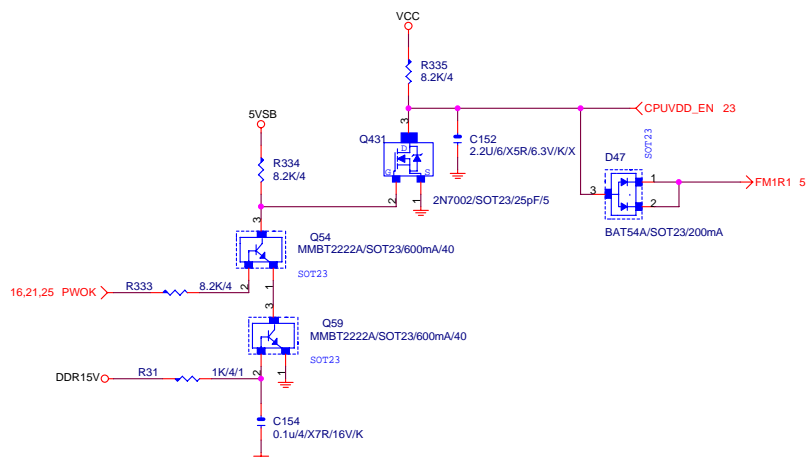 VCC
R335
8.2K/4
CPUVDD_EN 23
3
5VSB
Q431
D
G
S
C152
2.2U/6/X5R/6.3V/K/X
SOT23
D47
R334
8.2K/4
3
1
2
FM1R1 5
2
1
2N7002/SOT23/25pF/5
BAT54A/SOT23/200mA
3
Q54
MMBT2222A/SOT23/600mA/40
SOT23
16,21,25 PWOK
R333
8.2K/4
2
1
3
Q59
MMBT2222A/SOT23/600mA/40
SOT23
DDR15V
R31
1K/4/1
2
1
C154
0.1u/4/X7R/16V/K